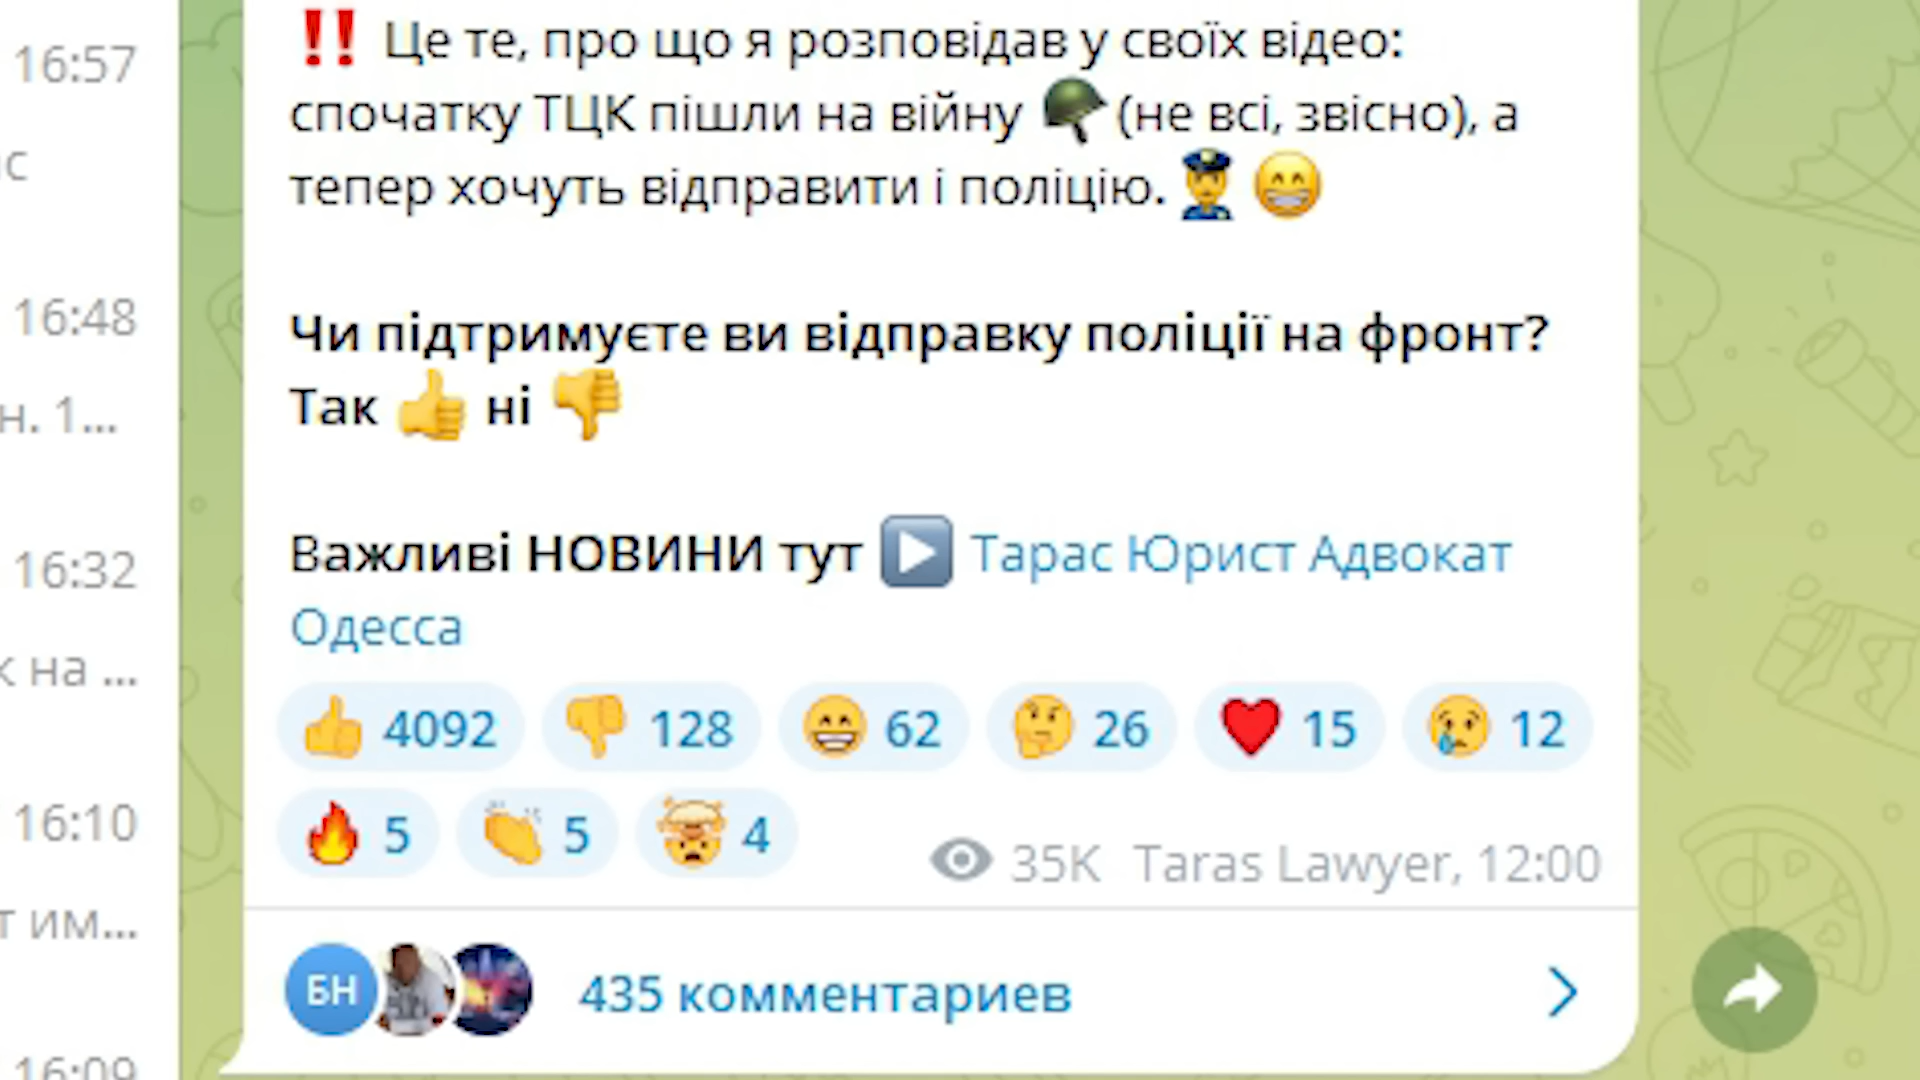 16:57
‼️ Це те, про що я розповідав у своїх відео:
спочатку ТЦК пішли на війну 🪖 (не всі, звісно), а
тепер хочуть відправити і поліцію. 👮 😁
16:48
Чи підтримуєте ви відправку поліції на фронт?
Так 👍 ні 👎
н. 1...
Важливі НОВИНИ тут ▶️ Тарас Юрист Адвокат
Одесса
16:32
к на ...
👍 4092 👎 128 😁 62 🤔 26 ❤️ 15 😢 12
🔥 5 👏 5 🤯 4
35K Taras Lawyer, 12:00
16:10
т им...
БН 435 комментариев
16:09